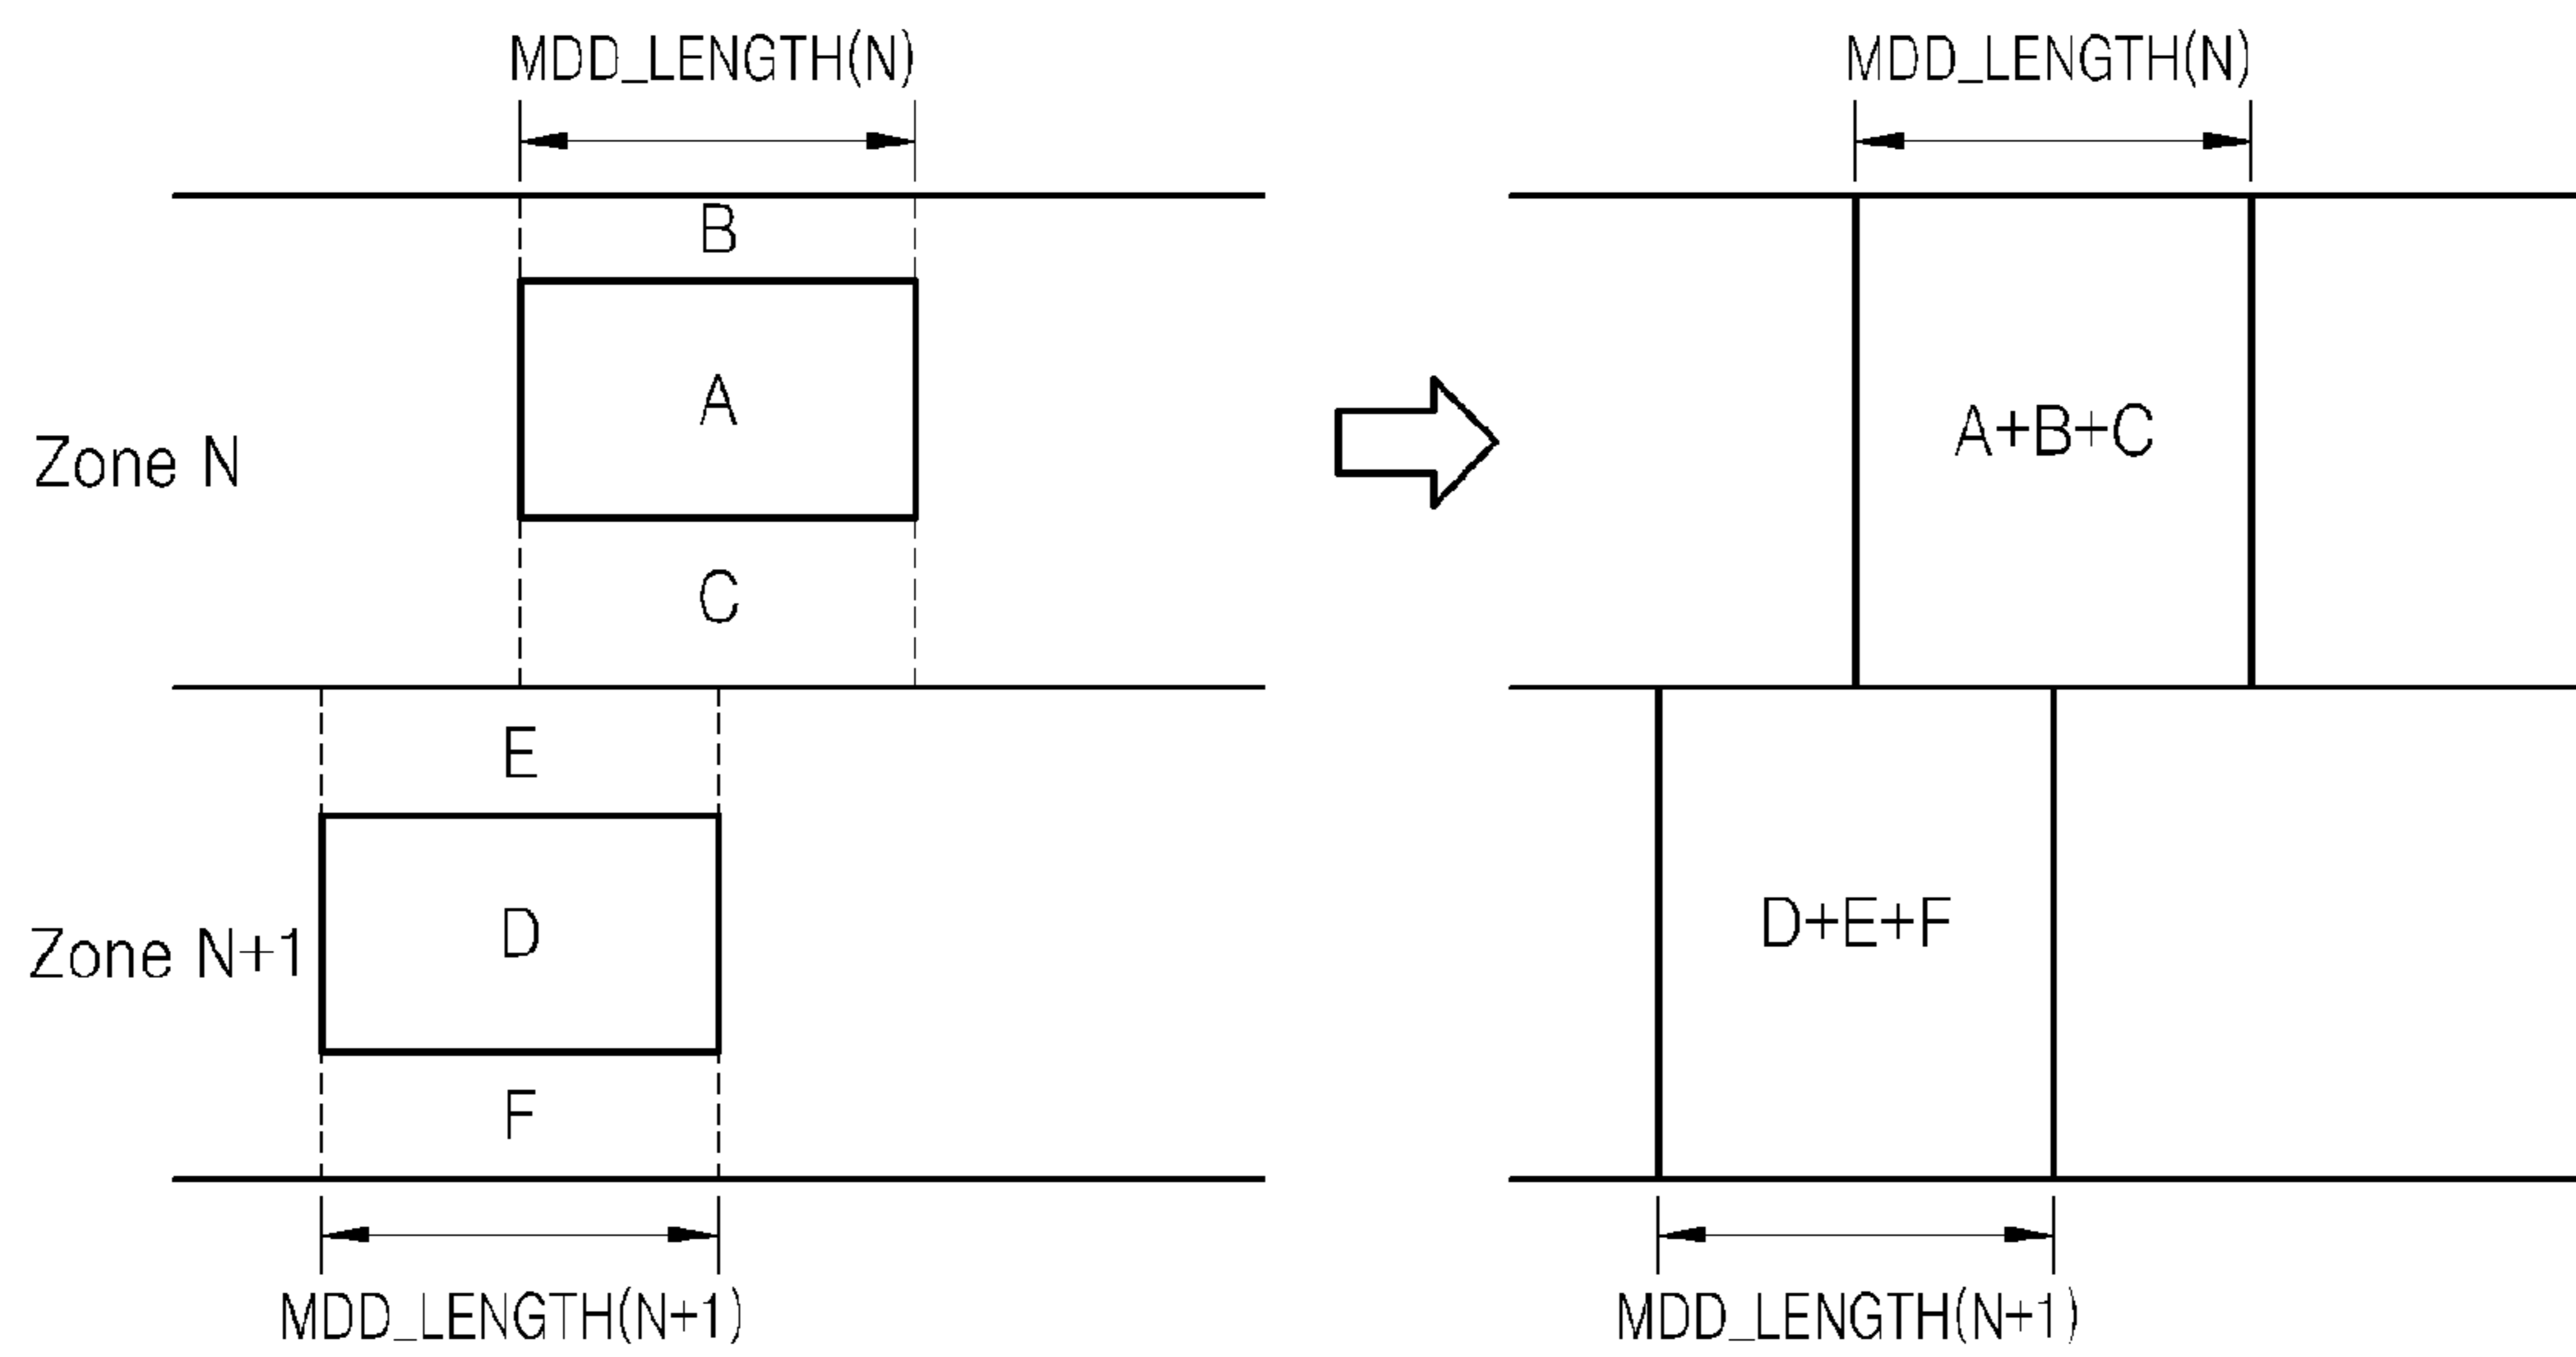 MDD_LENGTH(N)
MDD_LENGTH(N)
B
A
Zone N
A+B+C
C
E
D
Zone N+1
D+E+F
F
MDD_LENGTH(N+1)
MDD_LENGTH(N+1)